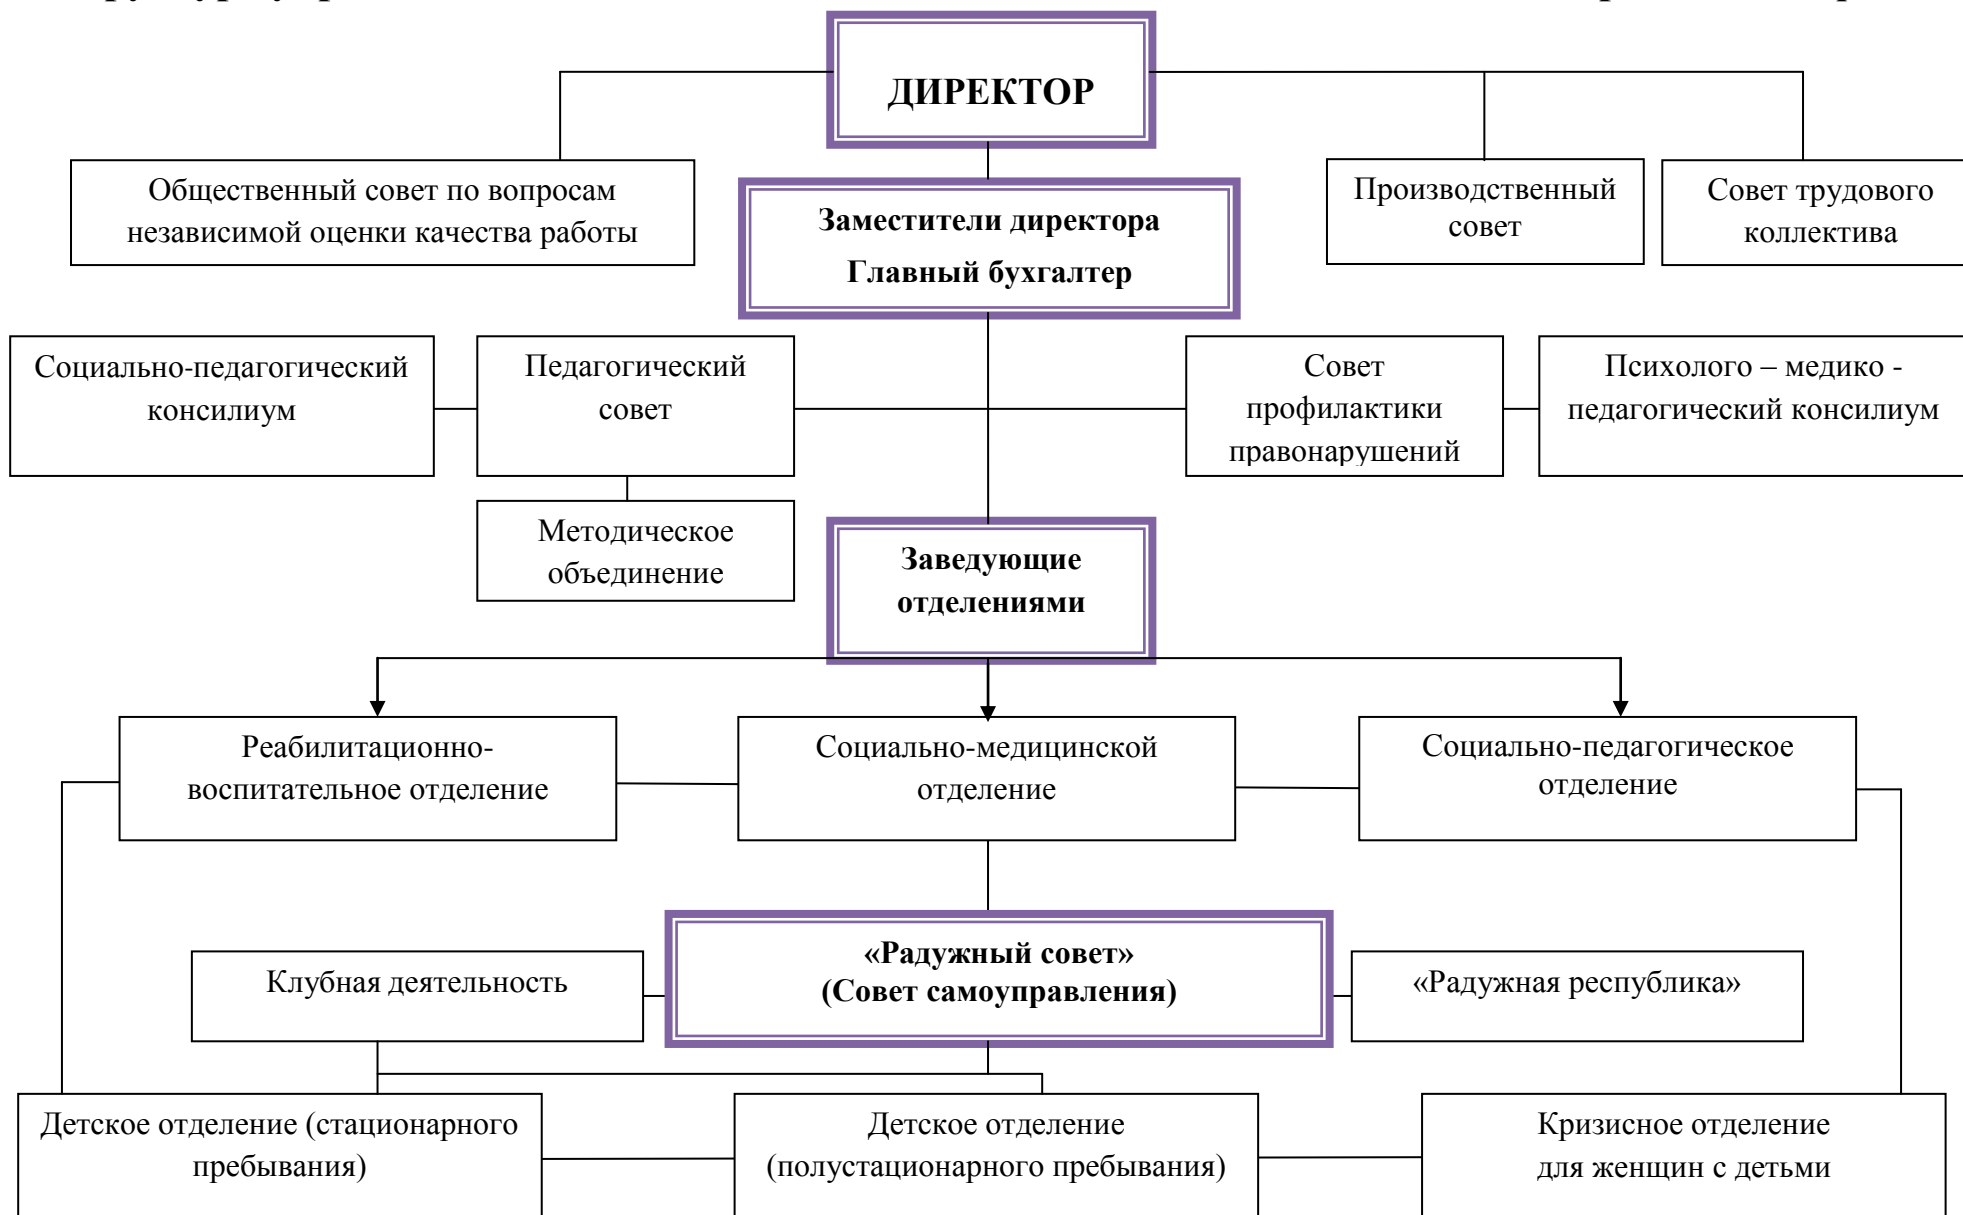 ДИРЕКТОР
Общественный совет по вопросам
независимой оценки качества работы
Заместители директора
Главный бухгалтер
Производственный
совет
Совет трудового
коллектива
Социально-педагогический
консилиум
Педагогический
совет
Совет
профилактики
правонарушений
Психолого – медико -
педагогический консилиум
Методическое
объединение
Заведующие
отделениями
Реабилитационно-
воспитательное отделение
Социально-медицинской
отделение
Социально-педагогическое
отделение
Клубная деятельность
«Радужный совет»
(Совет самоуправления)
«Радужная республика»
Детское отделение (стационарного
пребывания)
Детское отделение
(полустационарного пребывания)
Кризисное отделение
для женщин с детьми